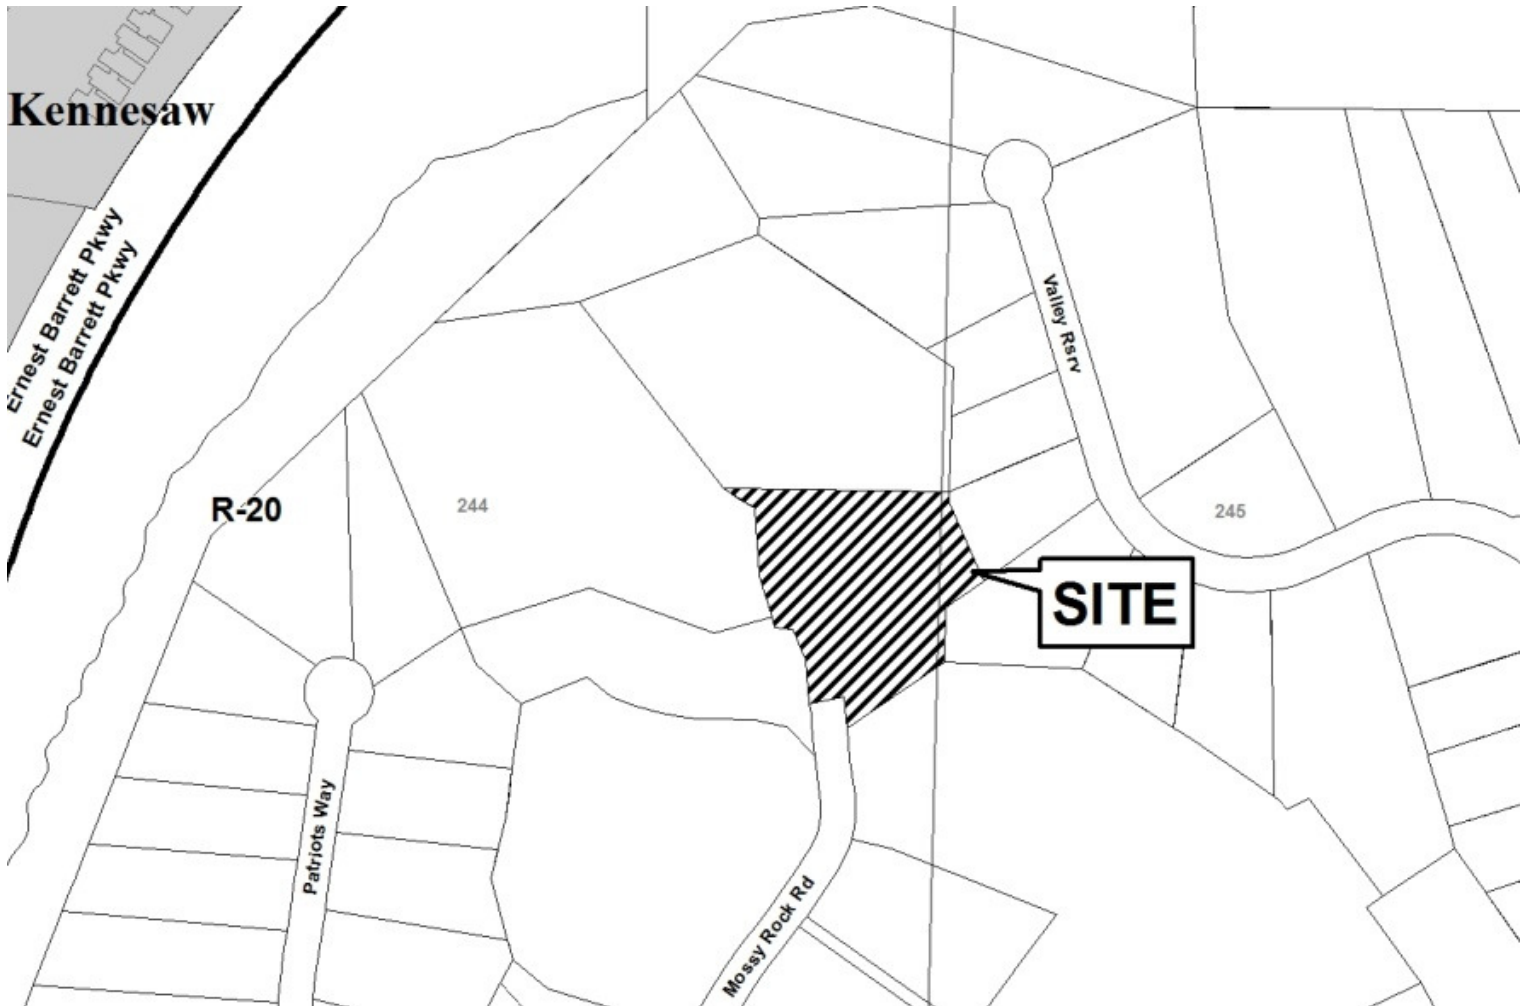 Kennesaw
Ernest Barrett Pkwy
Ernest Barrett Pkwy
Valley Rsrv
R-20
244
245
SITE
Patriots Way
Mossy Rock Rd